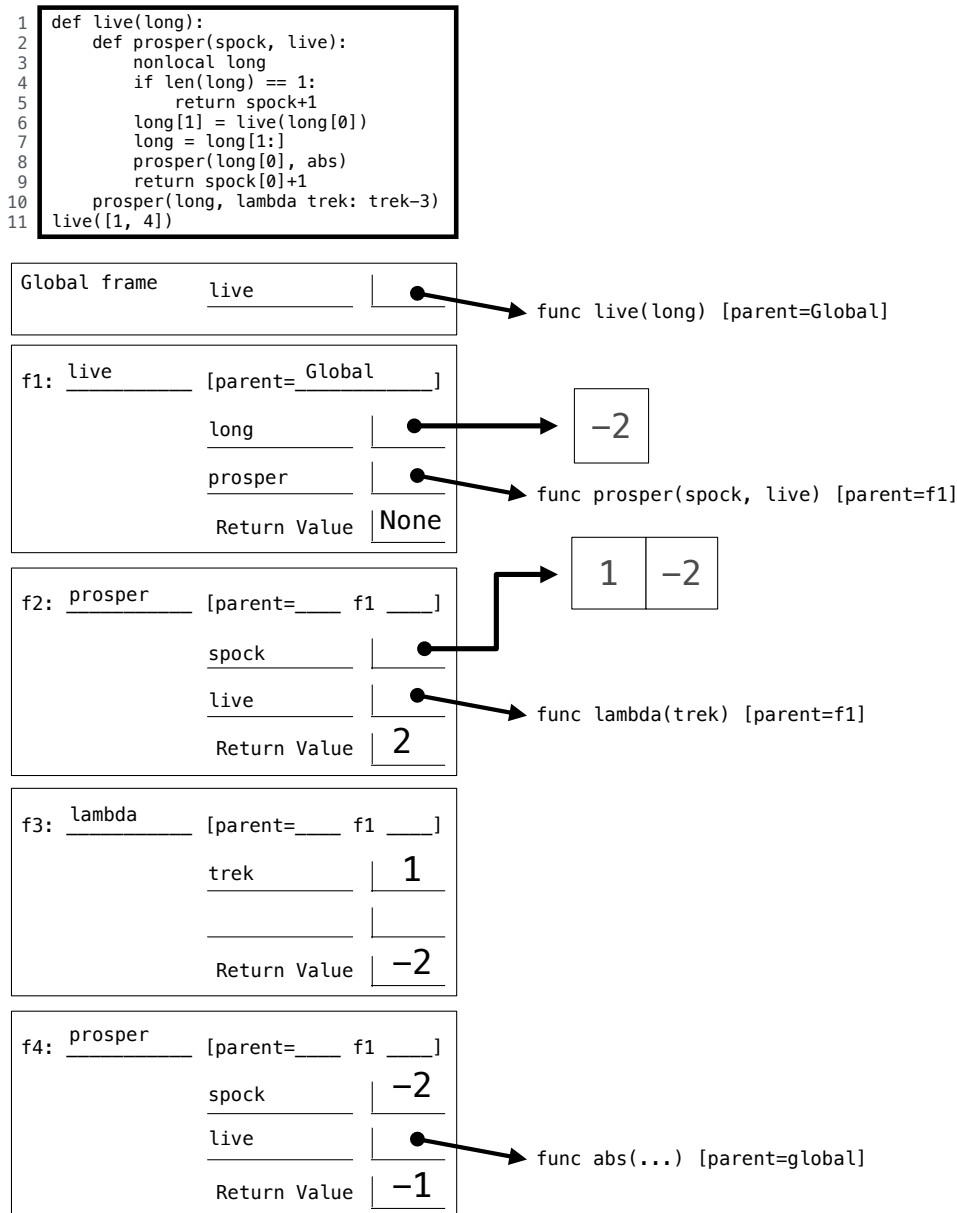 1 def live(long):
2     def prosper(spock, live):
3         nonlocal long
4         if len(long) == 1:
5             return spock+1
6         long[1] = live(long[0])
7         long = long[1:]
8         prosper(long[0], abs)
9         return spock[0]+1
10     prosper(long, lambda trek: trek-3)
11 live([1, 4])
Global frame
live
func live(long) [parent=Global]
f1: live [parent=Global]
long
-2
prosper
func prosper(spock, live) [parent=f1]
Return Value None
f2: prosper [parent=____ f1 ____]
1 -2
spock
live
func lambda(trek) [parent=f1]
Return Value 2
f3: lambda [parent=____ f1 ____]
trek 1
Return Value -2
f4: prosper [parent=____ f1 ____]
spock -2
live
func abs(...) [parent=global]
Return Value -1